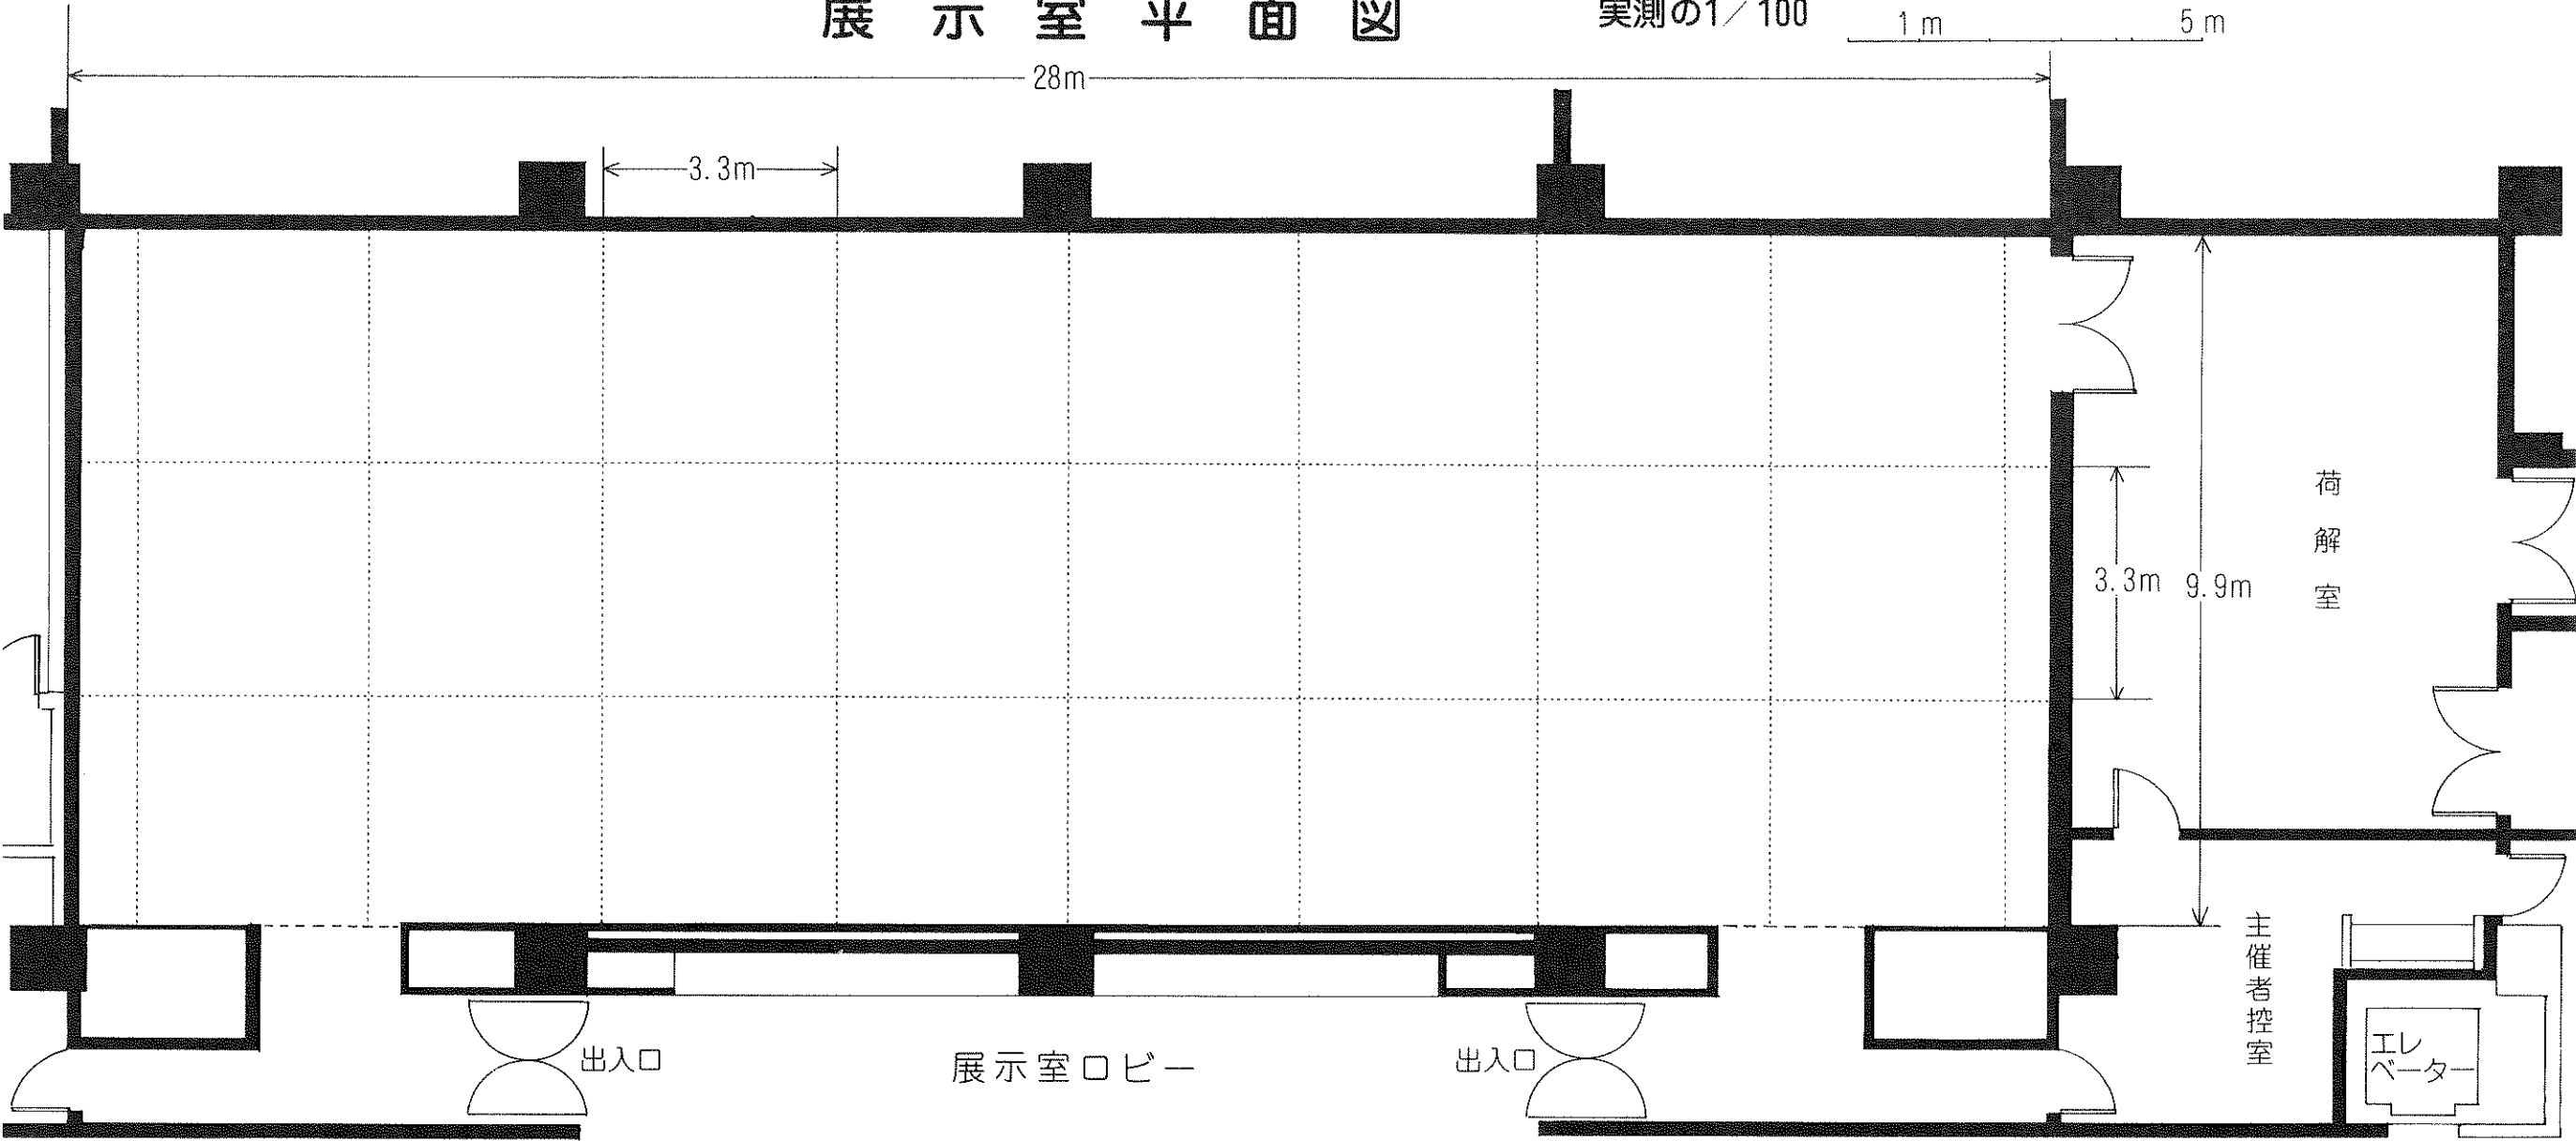 展示室平面図
実測の1/100
1m
5m
28m
3.3m
荷解室
3.3m
9.9m
主催者控室
エレ
ベーター
出入口
展示室ロビー
出入口